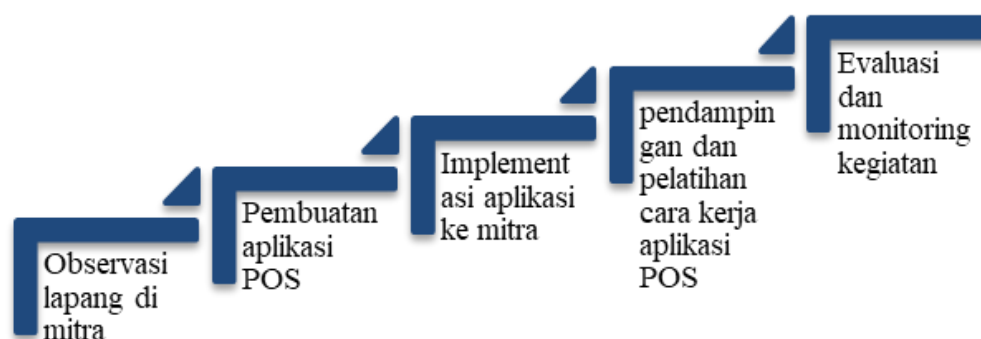 Observasi
lapang di
mitra
Pembuatan
aplikasi
POS
Implement
asi aplikasi
ke mitra
pendampin
gan dan
pelatihan
cara kerja
aplikasi
POS
Evaluasi
dan
monitoring
kegiatan